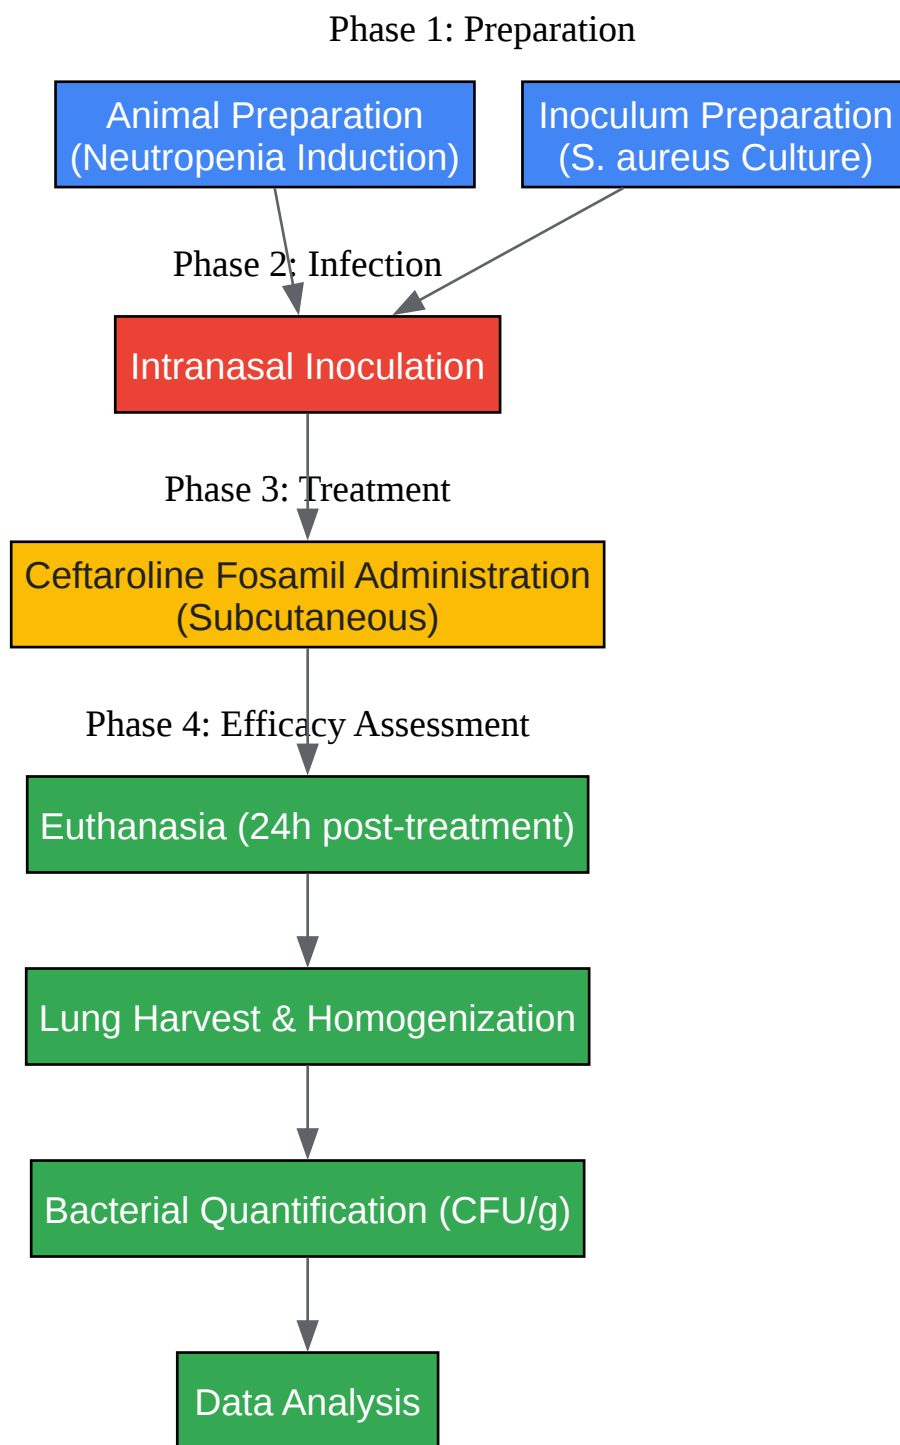 Phase 1: Preparation
Animal Preparation
(Neutropenia Induction)
Inoculum Preparation
(S. aureus Culture)
Phase 2: Infection
Intranasal Inoculation
Phase 3: Treatment
Ceftaroline Fosamil Administration
(Subcutaneous)
Phase 4: Efficacy Assessment
Euthanasia (24h post-treatment)
Lung Harvest & Homogenization
Bacterial Quantification (CFU/g)
Data Analysis